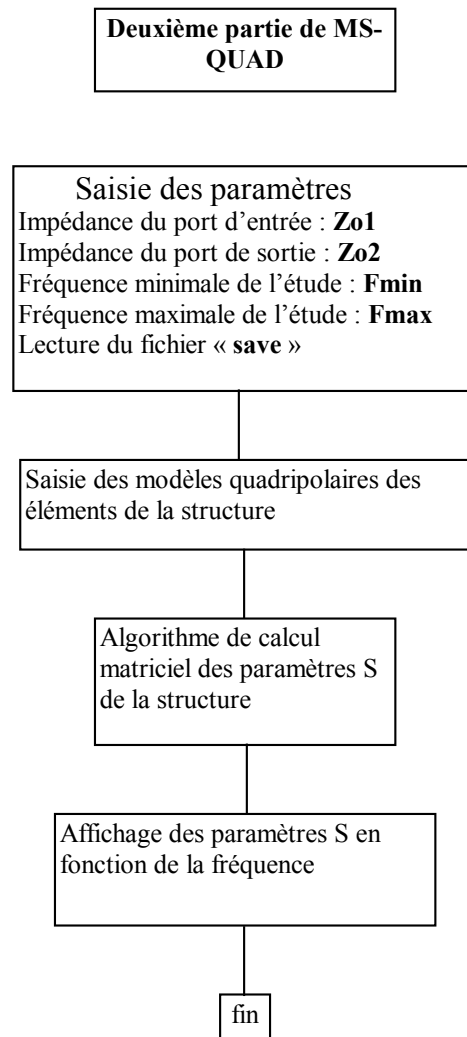 Deuxième partie de MS-
QUAD
Saisie des paramètres
Impédance du port d’entrée : Zo1
Impédance du port de sortie : Zo2
Fréquence minimale de l’étude : Fmin
Fréquence maximale de l’étude : Fmax
Lecture du fichier « save »
Saisie des modèles quadripolaires des
éléments de la structure
Algorithme de calcul
matriciel des paramètres S
de la structure
Affichage des paramètres S en
fonction de la fréquence
fin